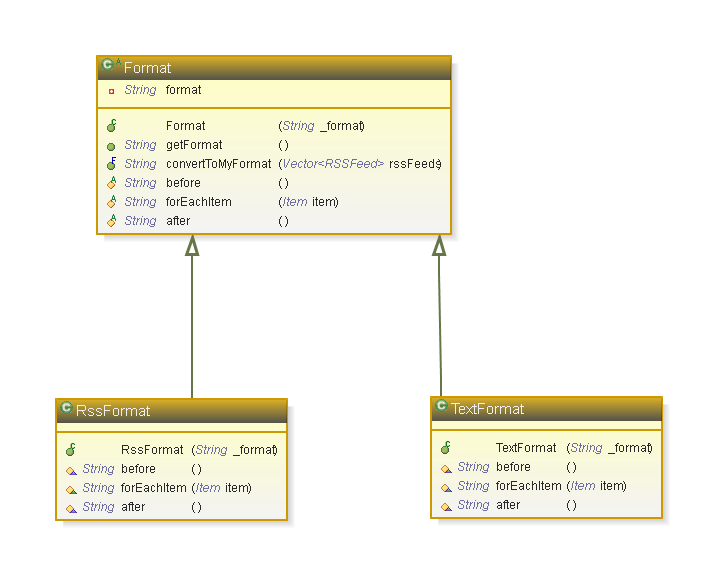 Format
String format
Format (String _format)
String getFormat ()
String convertToMyFormat (Vector<RSSFeed> rssFeeds)
String before ()
String forEachItem (Item item)
String after ()
RssFormat
RssFormat (String _format)
String before ()
String forEachItem (Item item)
String after ()
TextFormat
TextFormat (String _format)
String before ()
String forEachItem (Item item)
String after ()